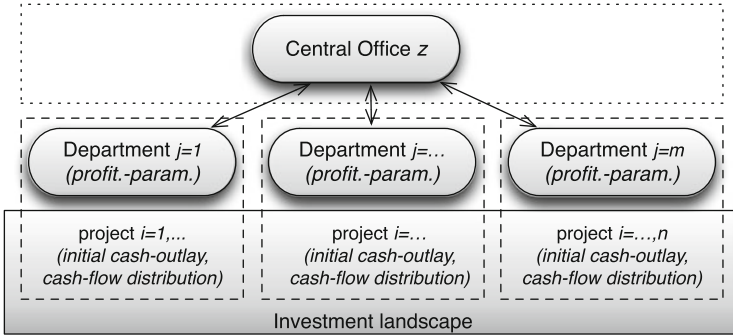 Central Office z
Department j=1
(profit.-param.)
Department j=...
(profit.-param.)
Department j=m
(profit.-param.)
project i=1,...
(initial cash-outlay,
cash-flow distribution)
project i=...
(initial cash-outlay,
cash-flow distribution)
project i=...,n
(initial cash-outlay,
cash-flow distribution)
Investment landscape